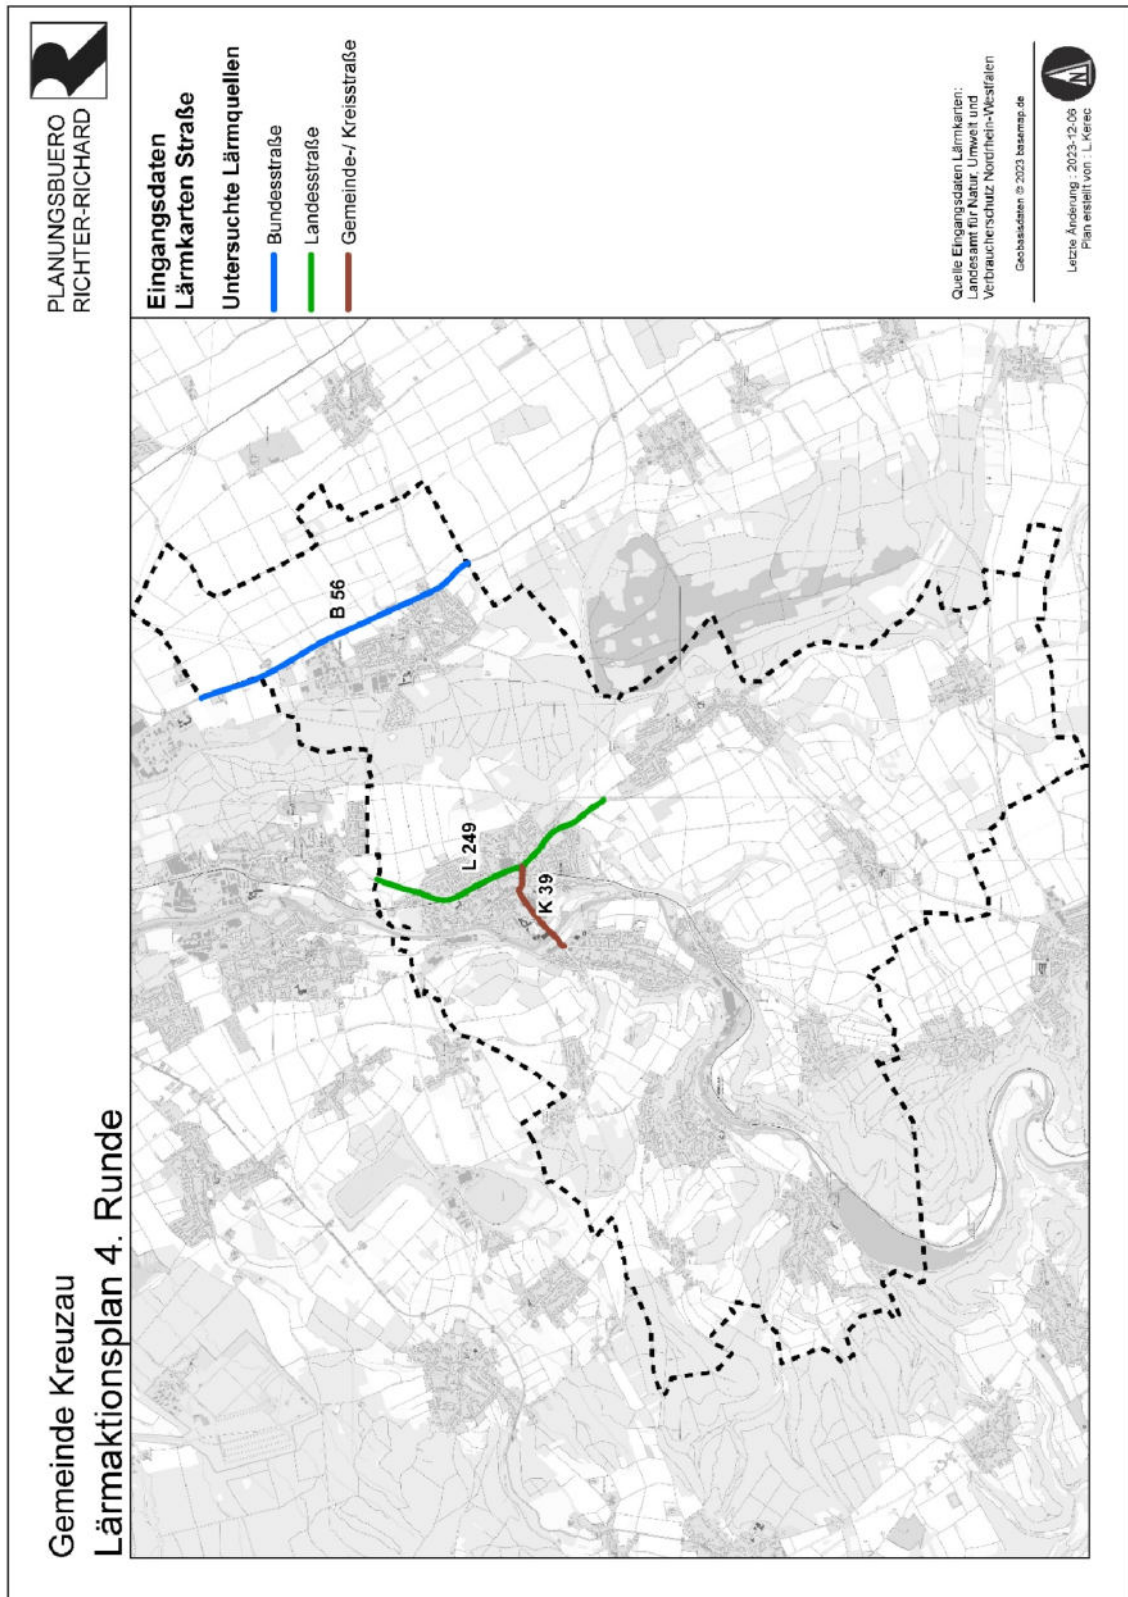 Gemeinde Kreuzau
Lärmaktionsplan 4. Runde
PLANUNGSBUERO
RICHTER-RICHARD
Eingangsdaten
Lärmkarten Straße
Untersuchte Lärmquellen
Bundesstraße
Landesstraße
Gemeinde-/ Kreisstraße
B 56
L 249
K 39
Quelle Eingangsdaten Lärmkarten:
Landesamt für Natur, Umwelt und
Verbraucherschutz Nordrhein-Westfalen
Geobasisdaten © 2023 basemap.de
N
Letzte Änderung : 2023-12-06
Plan erstellt von : L.Kerec